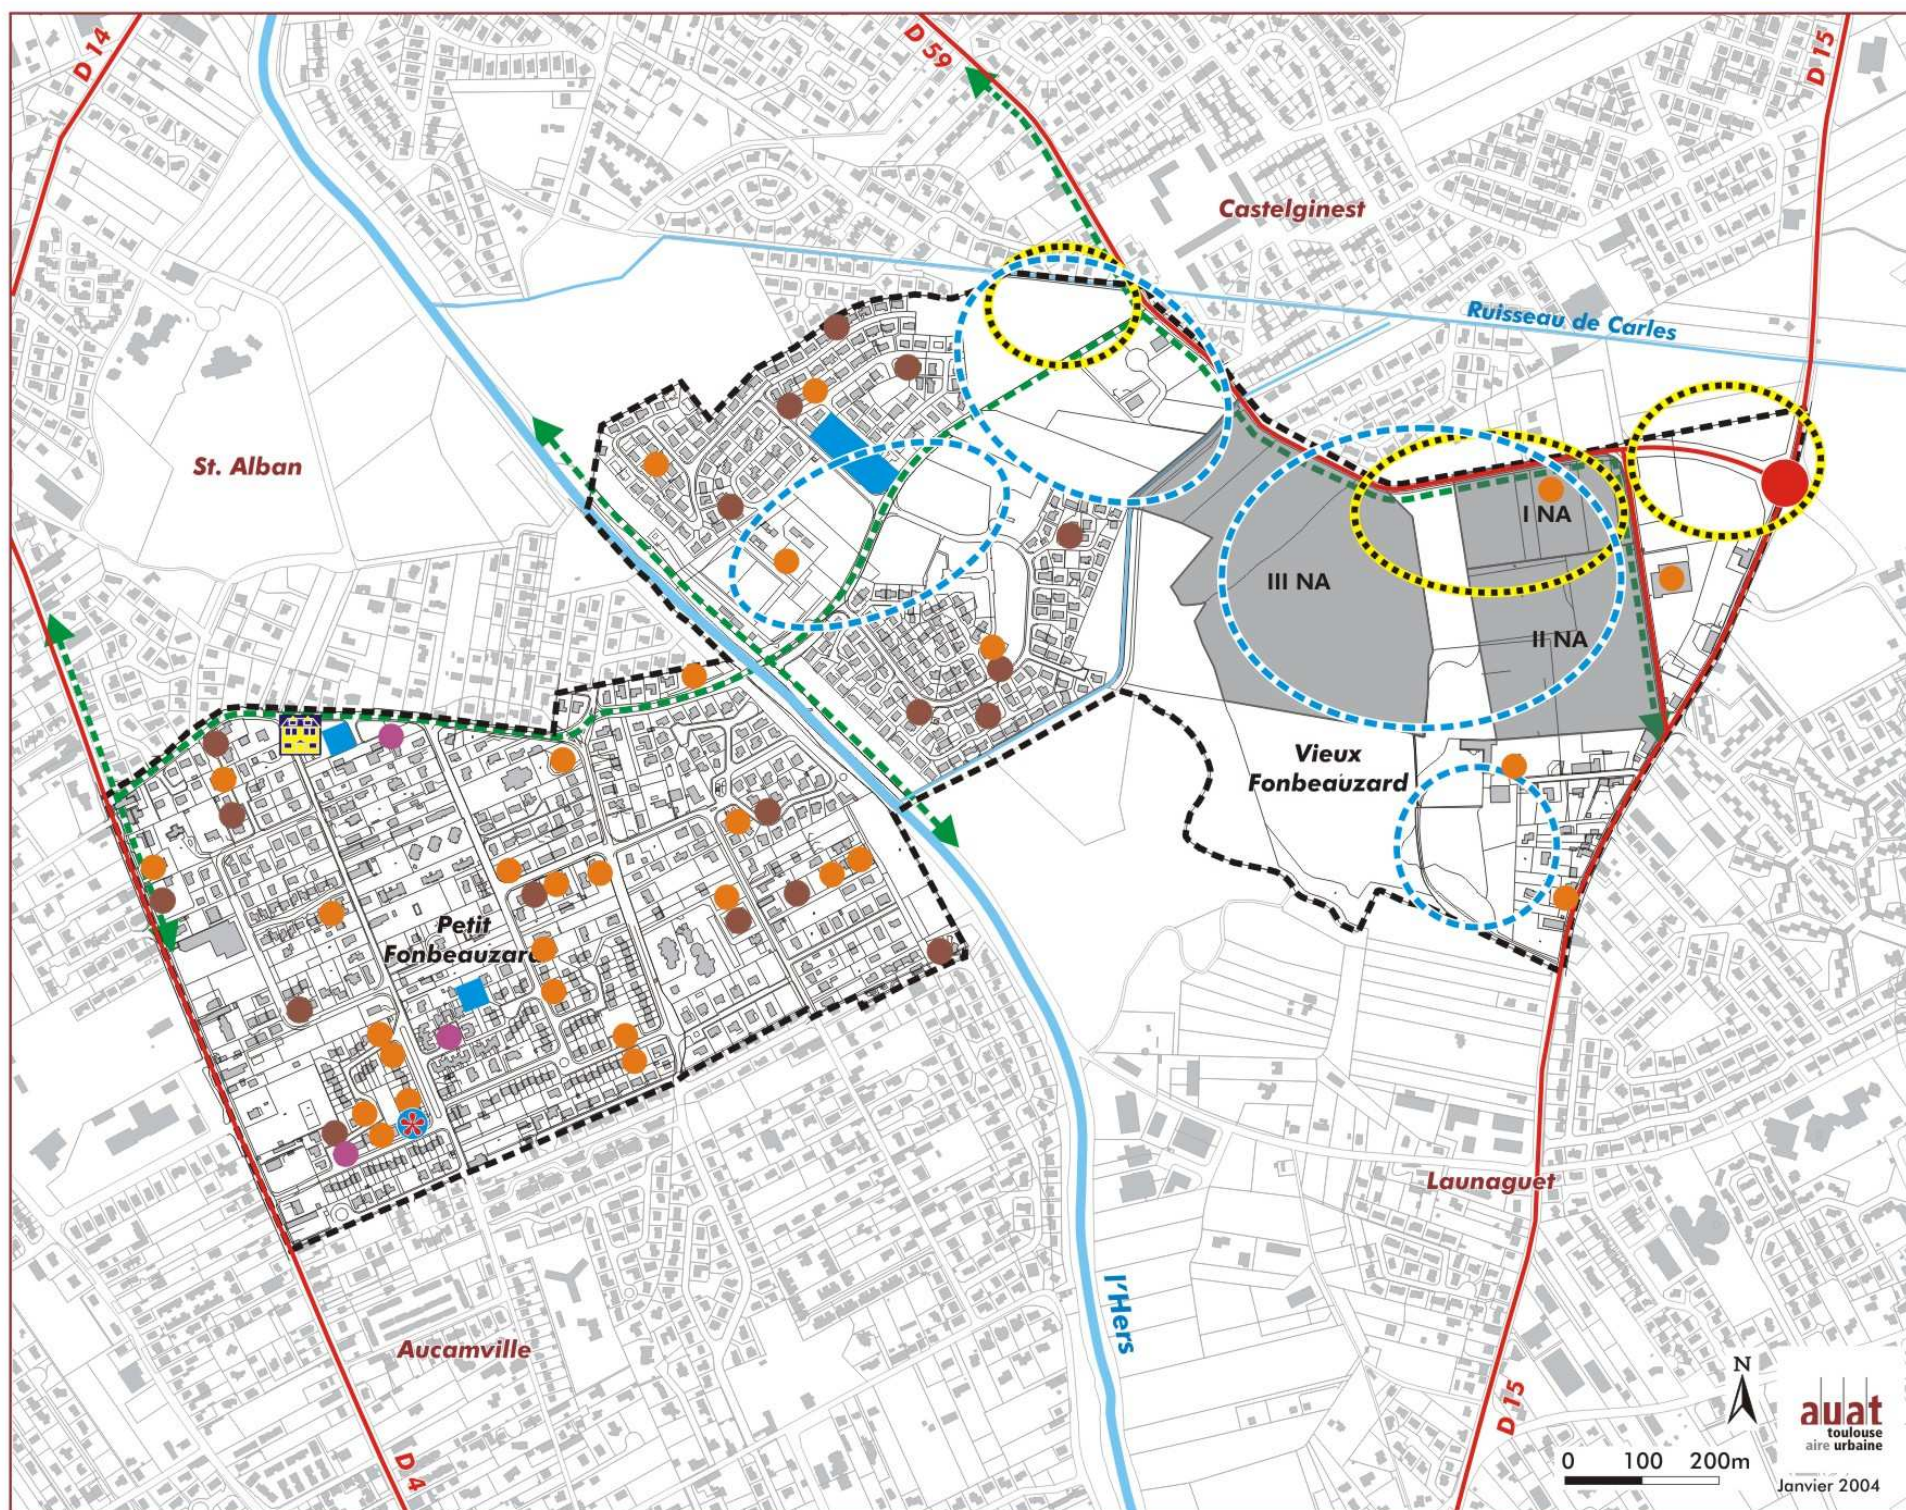 D 14
D 59
D 15
Castelginest
Ruisseau de Carles
St. Alban
I NA
III NA
II NA
Vieux
Fonbeauzard
Petit
Fonbeauzard
Launaguet
l'Hers
Aucamville
D 15
D 4
N
auat
toulouse
aire urbaine
0 100 200m
Janvier 2004